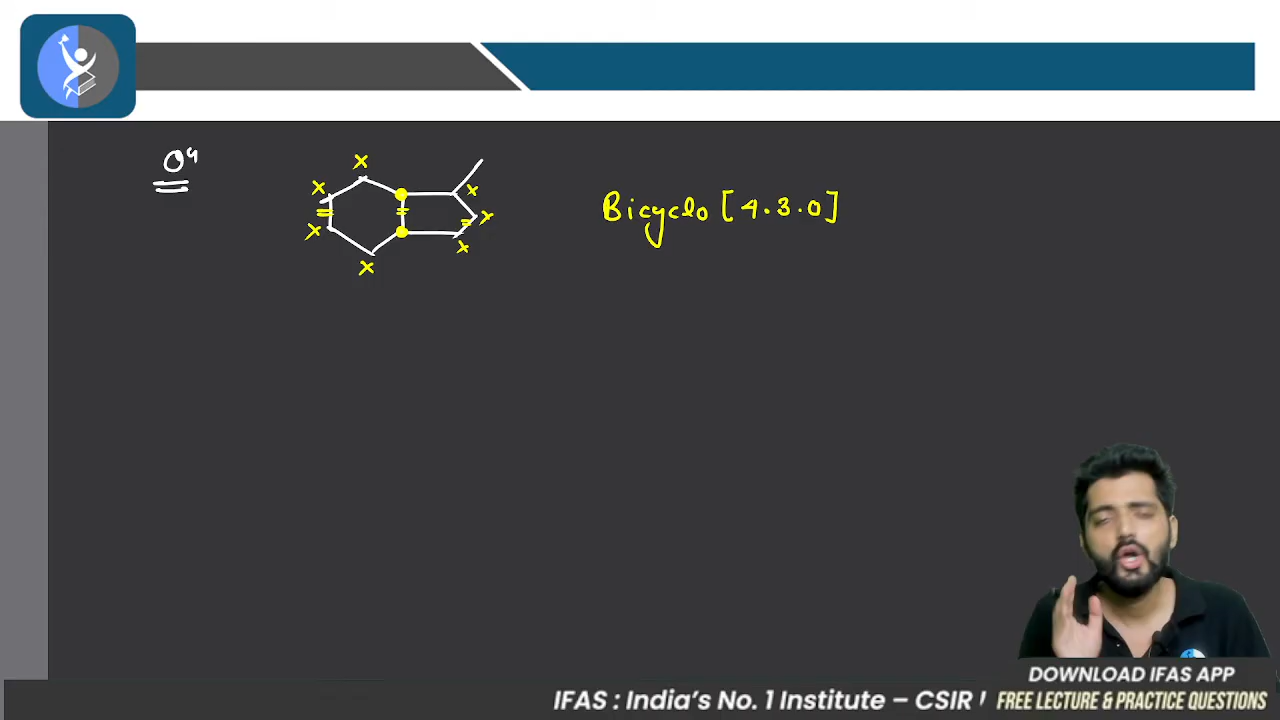 Q4
x x x x x x x
Bicyclo [4.3.0]
DOWNLOAD IFAS APP
IFAS : India's No. 1 Institute – CSIR
FREE LECTURE & PRACTICE QUESTIONS